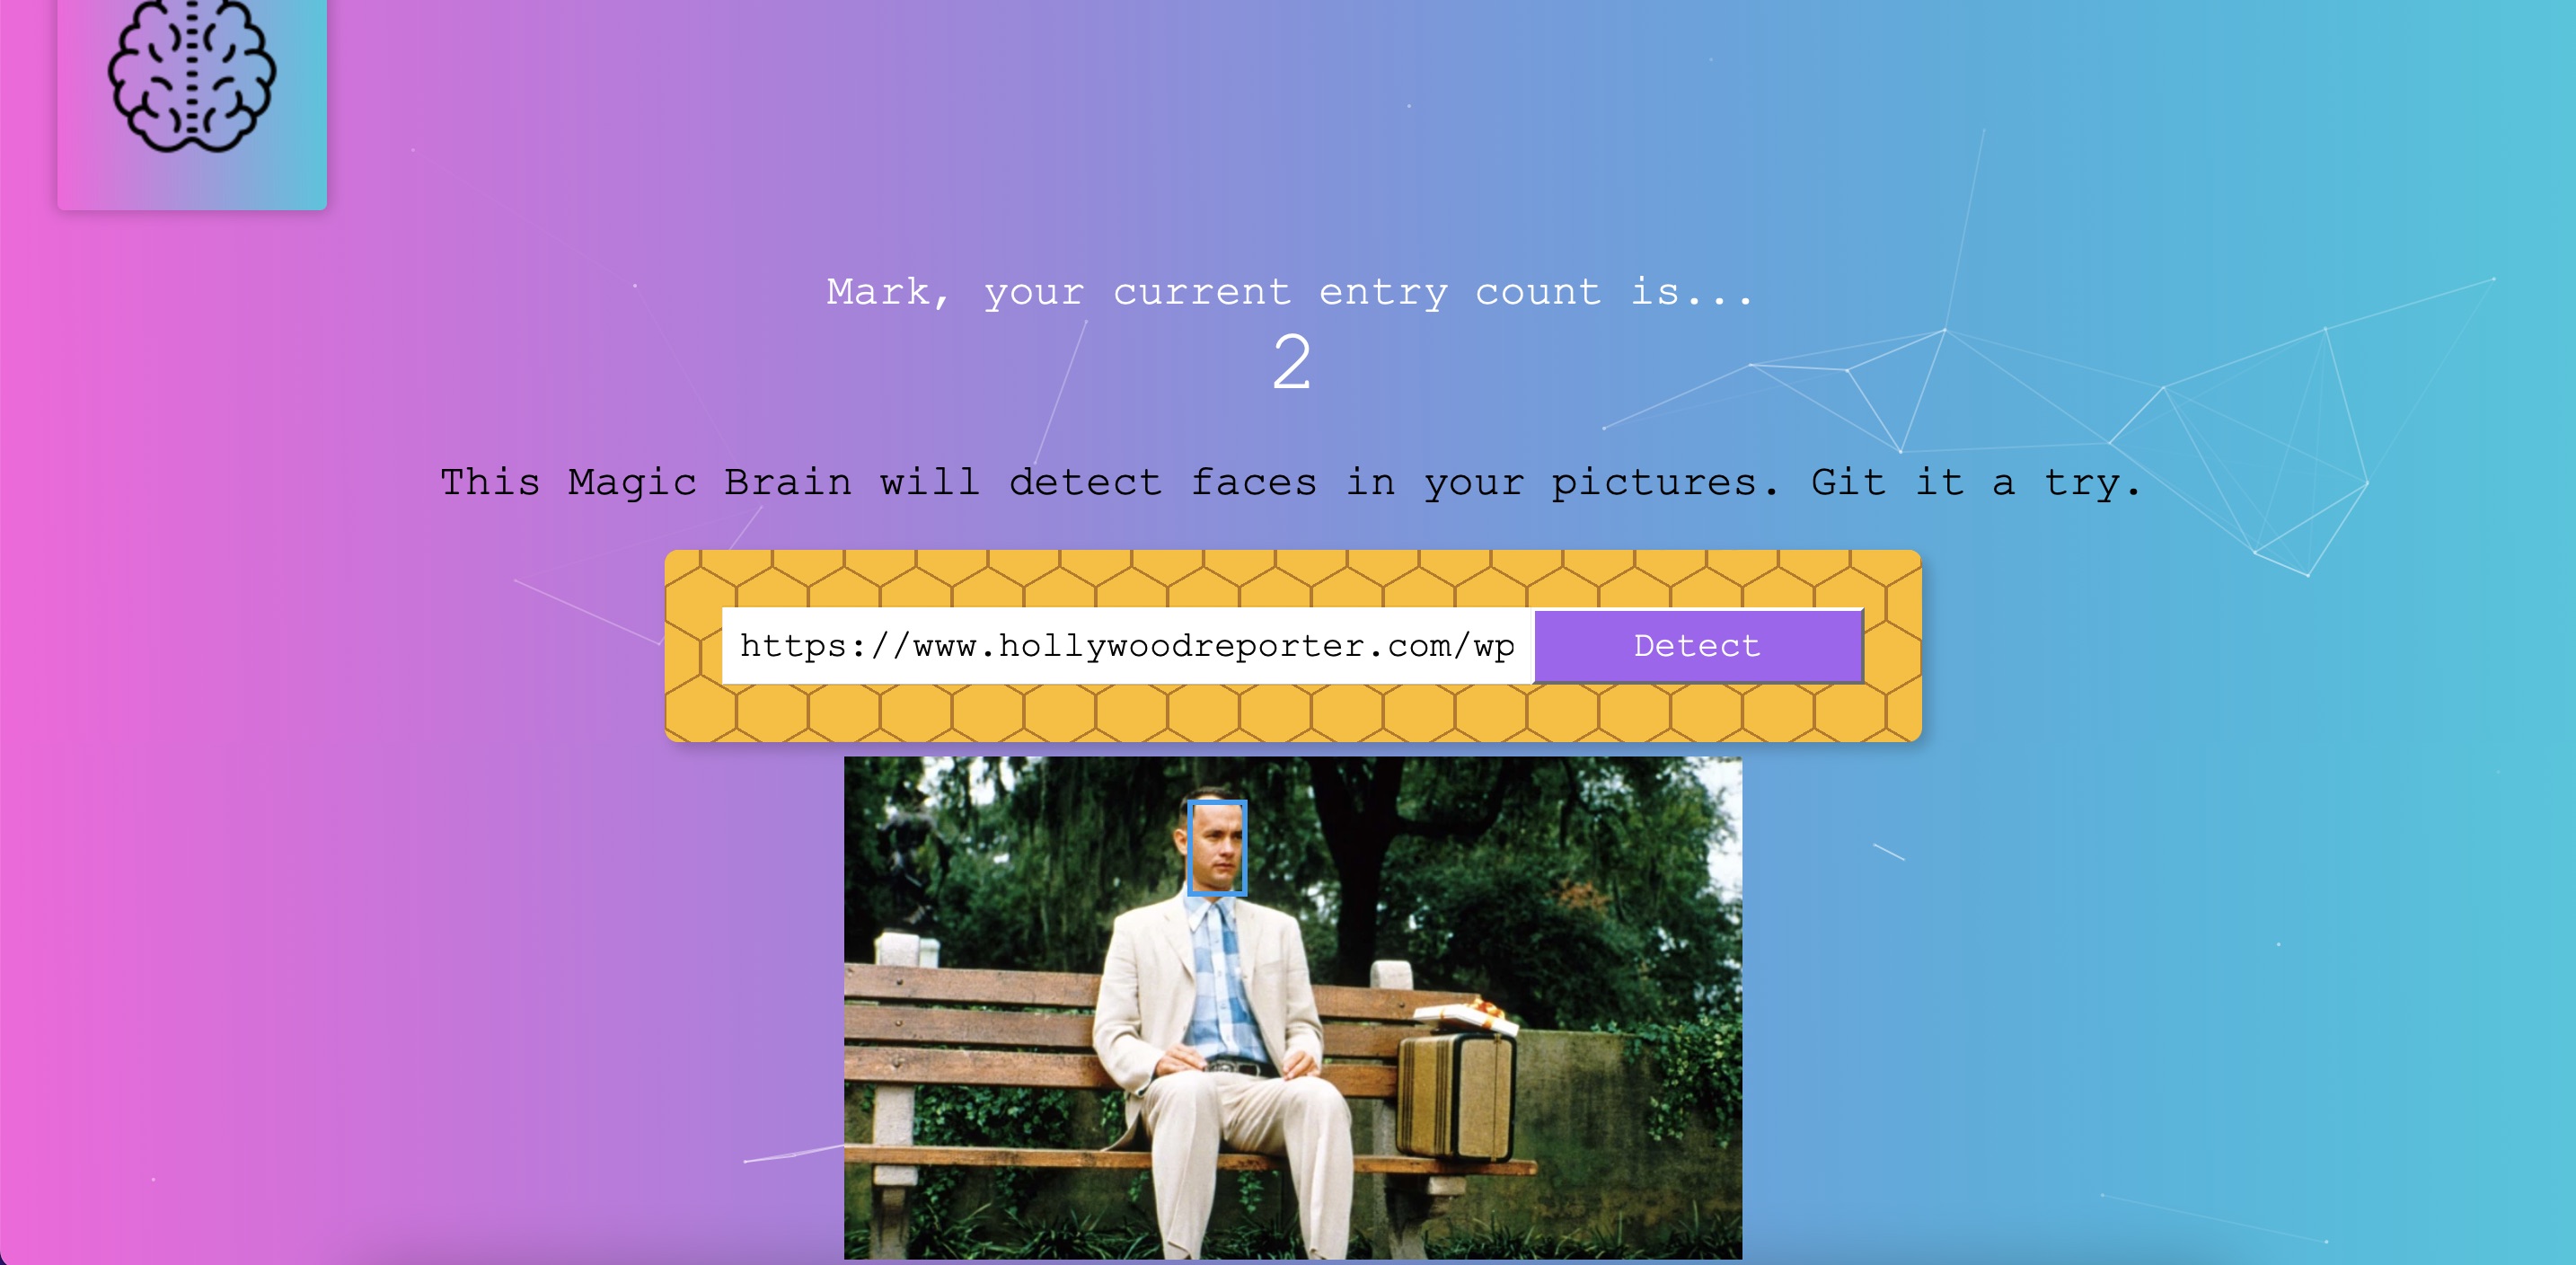 Mark, your current entry count is...
2
This Magic Brain will detect faces in your pictures. Git it a try.
https://www.hollywoodreporter.com/wp
Detect